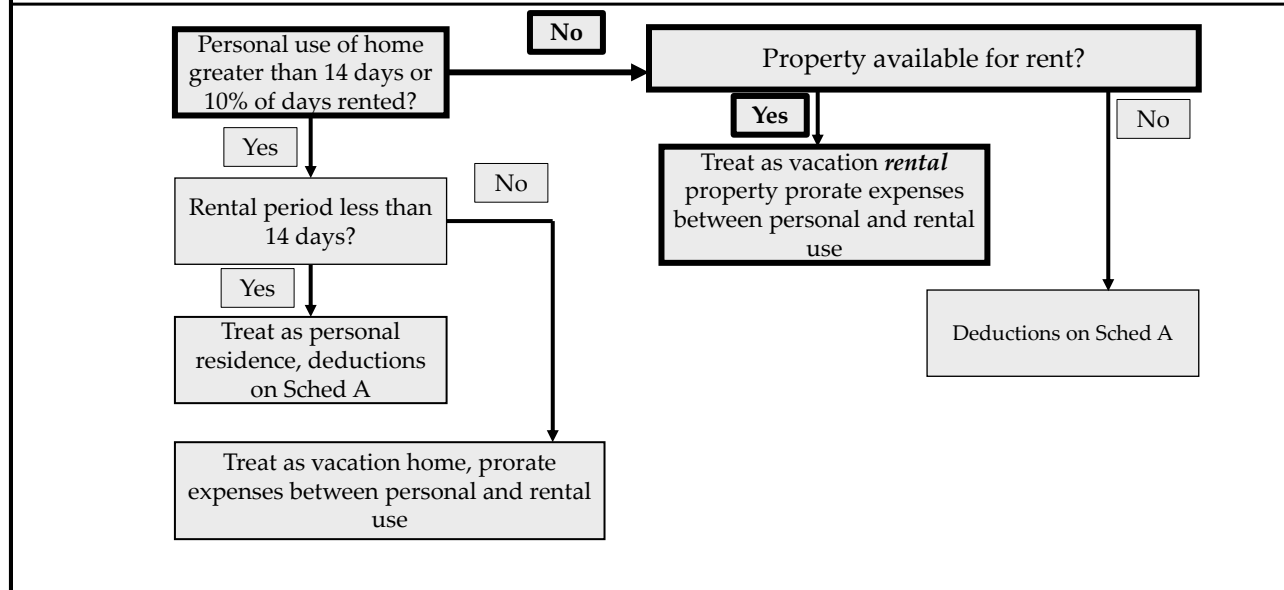 Personal use of home
greater than 14 days or
10% of days rented?
No
Property available for rent?
Yes
No
Yes
Treat as vacation rental
property prorate expenses
between personal and rental
use
Rental period less than
14 days?
No
Yes
Deductions on Sched A
Treat as personal
residence, deductions
on Sched A
Treat as vacation home, prorate
expenses between personal and rental
use